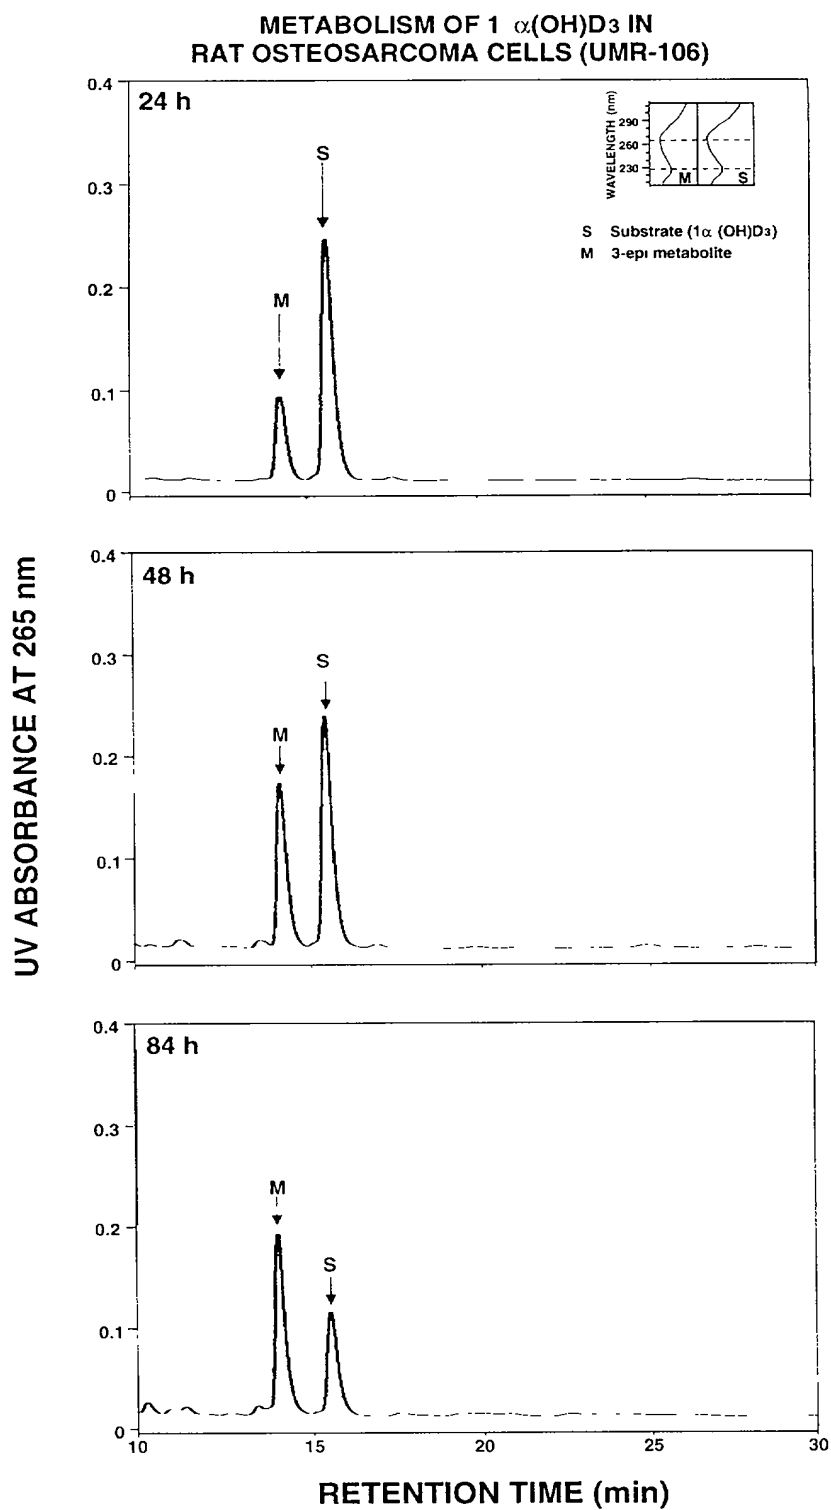 METABOLISM OF 1 α(OH)D3 IN
RAT OSTEOSARCOMA CELLS (UMR-106)
UV ABSORBANCE AT 265 nm
24 h
0.4
0.3
0.2
0.1
0
M
S
WAVELENGTH (nm)
290
260
230
M
S
S Substrate (1α (OH)D3)
M 3-epi metabolite
48 h
0.4
0.3
0.2
0.1
0
M
S
84 h
0.4
0.3
0.2
0.1
0
M
S
10 15 20 25 30
RETENTION TIME (min)